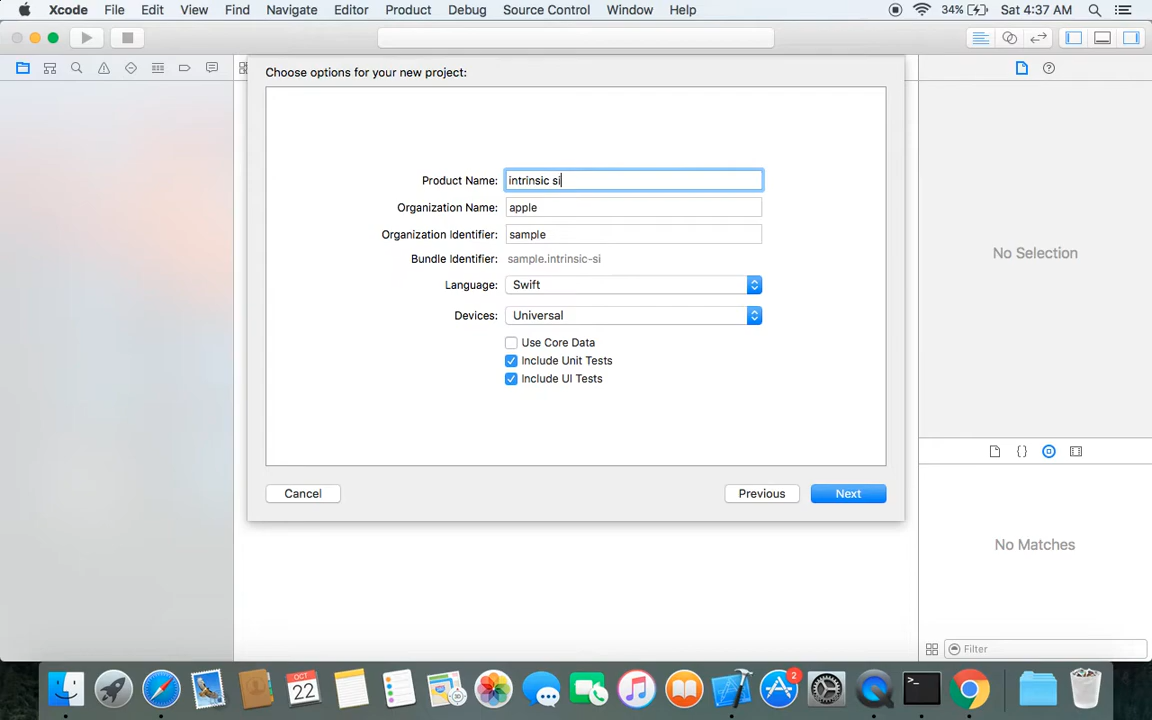 Xcode File Edit View Find Navigate Editor Product Debug Source Control Window Help 34% Sat 4:37 AM
Choose options for your new project:
Product Name: intrinsic si
Organization Name: apple
Organization Identifier: sample
Bundle Identifier: sample.intrinsic-si
Language: Swift
Devices: Universal
Use Core Data
Include Unit Tests
Include UI Tests
Cancel Previous Next
No Selection
No Matches
Filter
OCT
22
2